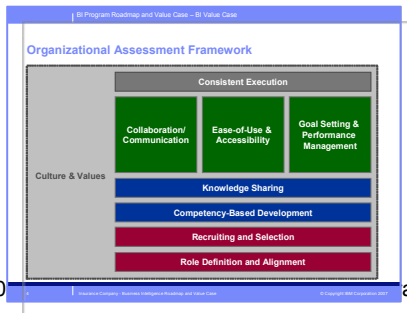 BI Program Roadmap and Value Case – BI Value Case
Organizational Assessment Framework
Consistent Execution
Collaboration/
Communication
Ease-of-Use &
Accessibility
Goal Setting &
Performance
Management
Culture & Values
Knowledge Sharing
Competency-Based Development
Recruiting and Selection
Role Definition and Alignment
Insurance Company - Business Intelligence Roadmap and Value Case
© Copyright IBM Corporation 2007